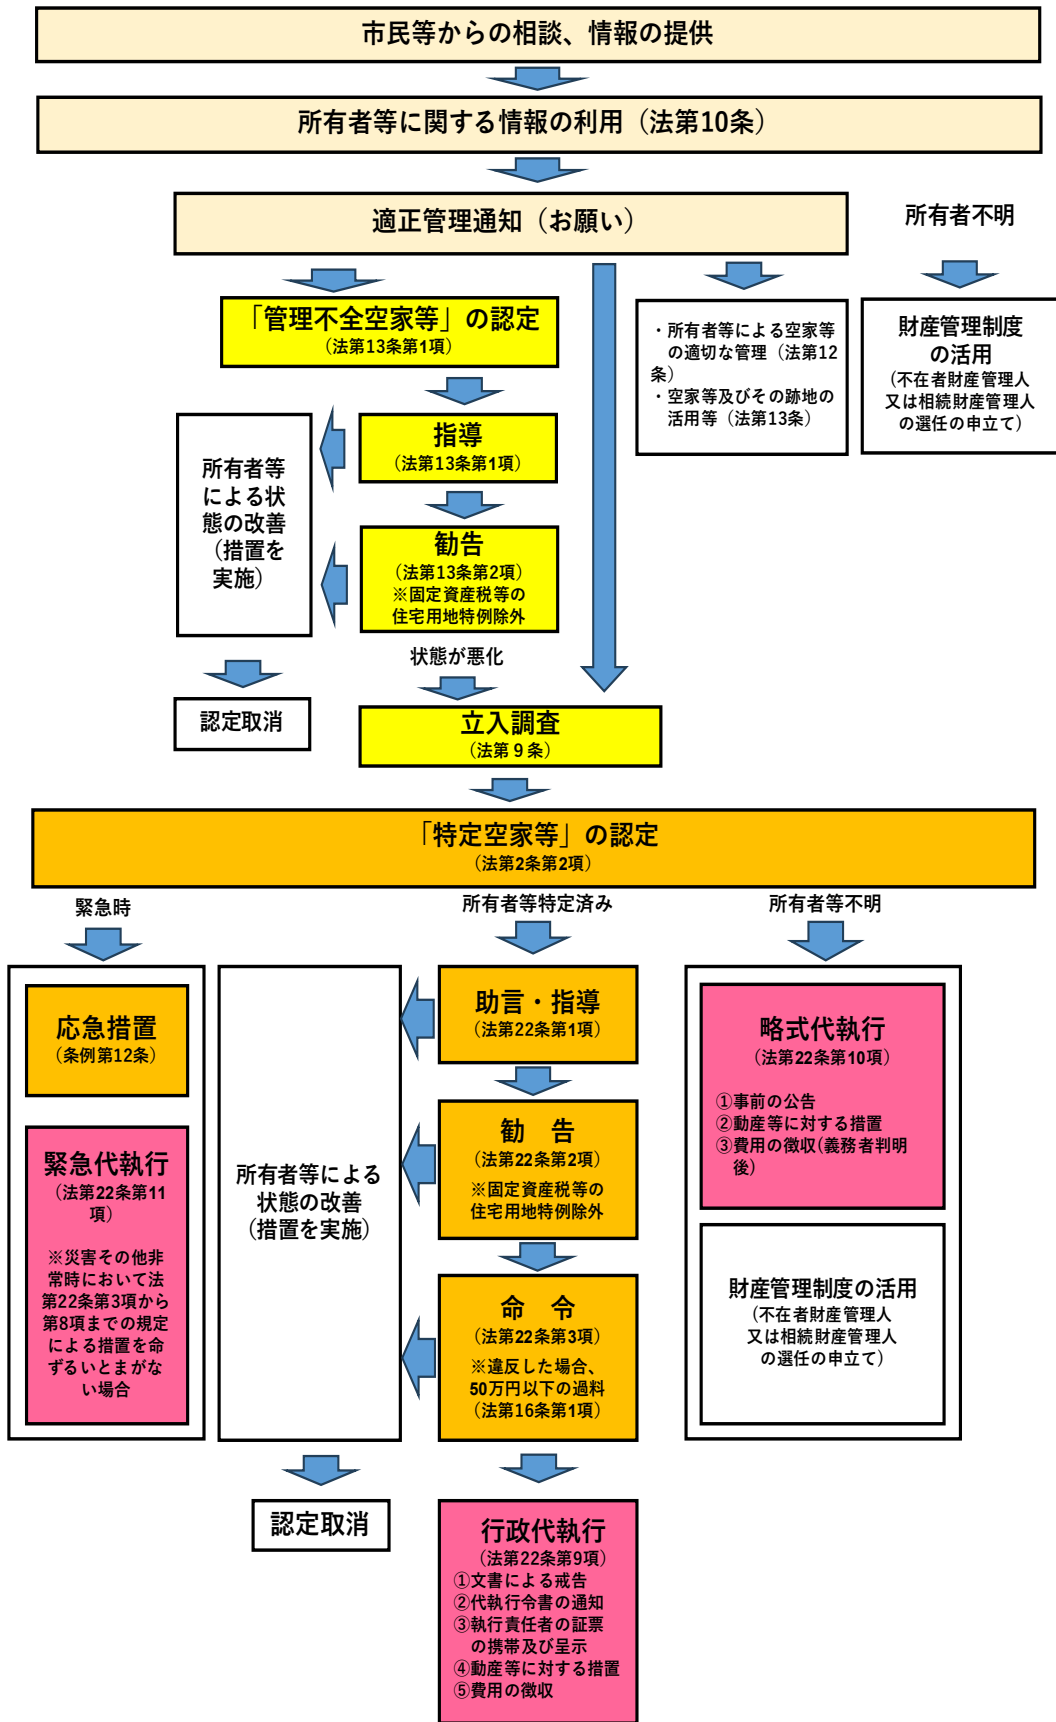 市民等からの相談、情報の提供
所有者等に関する情報の利用（法第10条）
適正管理通知（お願い）
所有者不明
「管理不全空家等」の認定
（法第13条第1項）
・所有者等による空家等
の適切な管理（法第12
条）
・空家等及びその跡地の
活用等（法第13条）
財産管理制度
の活用
（不在者財産管理人
又は相続財産管理人
の選任の申立て）
指導
（法第13条第1項）
所有者等
による状
態の改善
（措置を
実施）
勧告
（法第13条第2項）
※固定資産税等の
住宅用地特例除外
状態が悪化
認定取消
立入調査
（法第９条）
「特定空家等」の認定
（法第2条第2項）
緊急時
所有者等特定済み
所有者等不明
応急措置
（条例第12条）
緊急代執行
（法第22条第11
項）
※災害その他非
常時において法
第22条第3項から
第8項までの規定
による措置を命
ずるいとまがな
い場合
所有者等による
状態の改善
（措置を実施）
助言・指導
（法第22条第1項）
勧　告
（法第22条第2項）
※固定資産税等の
住宅用地特例除外
命　令
（法第22条第3項）
※違反した場合、
50万円以下の過料
（法第16条第1項）
略式代執行
（法第22条第10項）
①事前の公告
②動産等に対する措置
③費用の徴収(義務者判明
後）
財産管理制度の活用
（不在者財産管理人
又は相続財産管理人
の選任の申立て）
認定取消
行政代執行
（法第22条第9項）
①文書による戒告
②代執行令書の通知
③執行責任者の証票
の携帯及び呈示
④動産等に対する措置
⑤費用の徴収